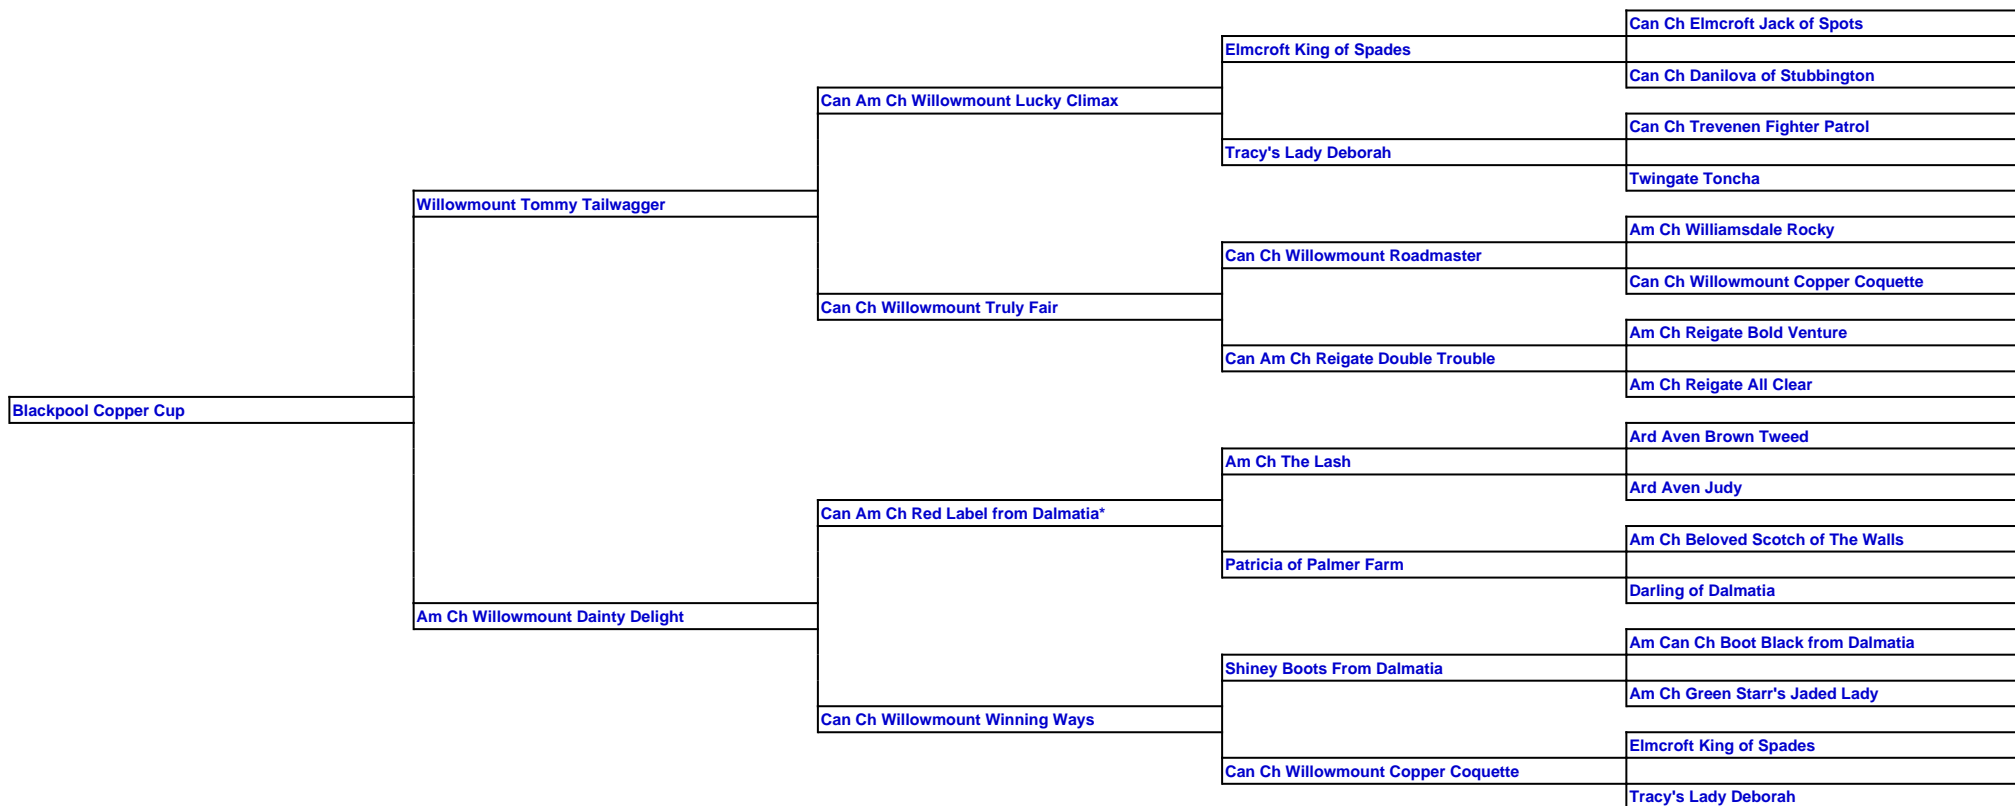 Can Ch Elmcroft Jack of Spots
Elmcroft King of Spades
Can Ch Danilova of Stubbington
Can Am Ch Willowmount Lucky Climax
Can Ch Trevenen Fighter Patrol
Tracy's Lady Deborah
Twingate Toncha
Willowmount Tommy Tailwagger
Am Ch Williamsdale Rocky
Can Ch Willowmount Roadmaster
Can Ch Willowmount Copper Coquette
Can Ch Willowmount Truly Fair
Am Ch Reigate Bold Venture
Can Am Ch Reigate Double Trouble
Am Ch Reigate All Clear
Blackpool Copper Cup
Ard Aven Brown Tweed
Am Ch The Lash
Ard Aven Judy
Can Am Ch Red Label from Dalmatia*
Am Ch Beloved Scotch of The Walls
Patricia of Palmer Farm
Darling of Dalmatia
Am Ch Willowmount Dainty Delight
Am Can Ch Boot Black from Dalmatia
Shiney Boots From Dalmatia
Am Ch Green Starr's Jaded Lady
Can Ch Willowmount Winning Ways
Elmcroft King of Spades
Can Ch Willowmount Copper Coquette
Tracy's Lady Deborah